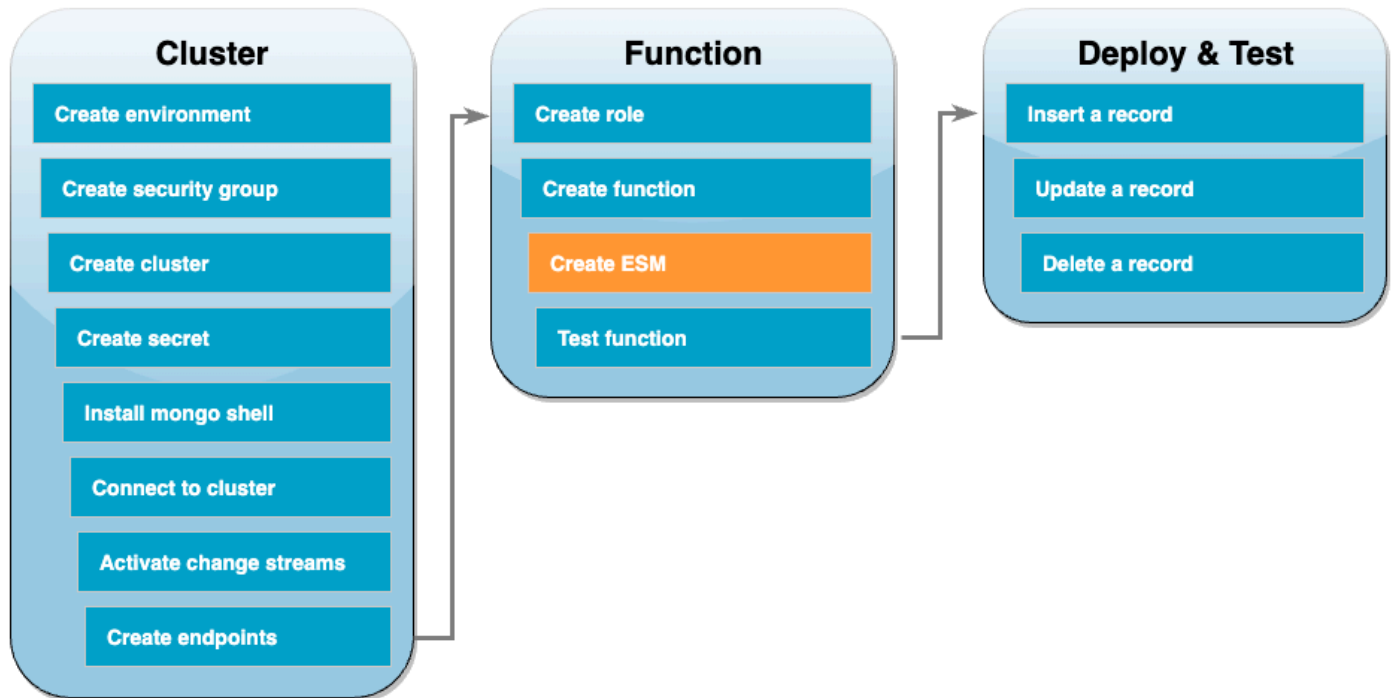 Cluster
Create environment
Create security group
Create cluster
Create secret
Install mongo shell
Connect to cluster
Activate change streams
Create endpoints
Function
Create role
Create function
Create ESM
Test function
Deploy & Test
Insert a record
Update a record
Delete a record